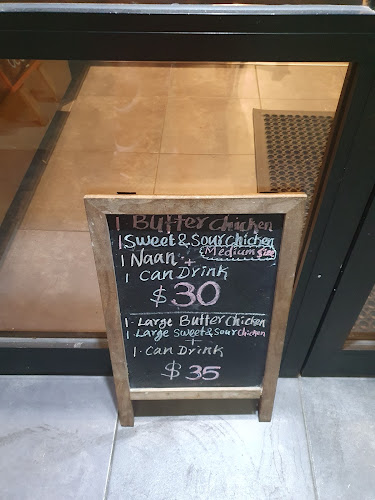 1 Butter Chicken
1 Sweet & Sour Chicken
1 Naan + Medium size
1 Can Drink
$30
1. Large Butter Chicken
1. Large Sweet & Sour Chicken
+
1. Can Drink
$35